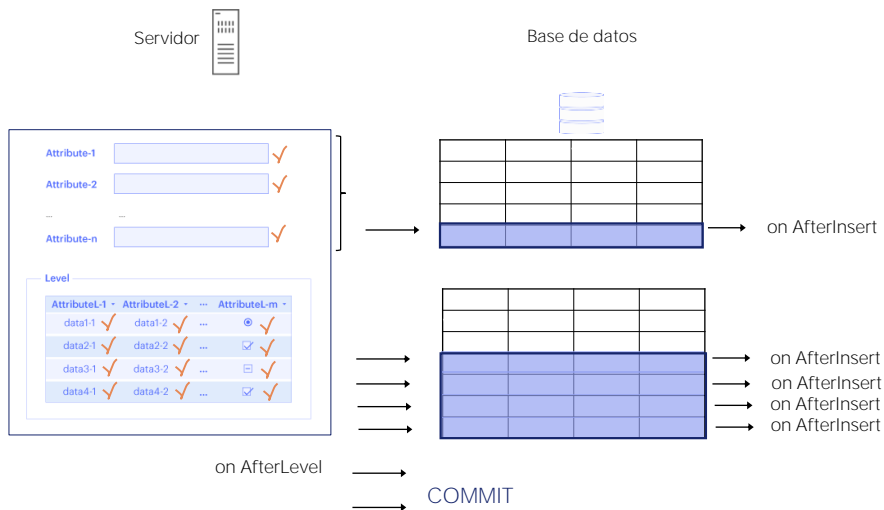 Servidor
Base de datos
Attribute-1
Attribute-2
... ...
Attribute-n
on AfterInsert
Level
AttributeL-1 AttributeL-2 ... AttributeL-m
data1-1 data1-2 ...
data2-1 data2-2 ...
data3-1 data3-2 ...
data4-1 data4-2 ...
on AfterInsert
on AfterInsert
on AfterInsert
on AfterInsert
on AfterLevel
COMMIT